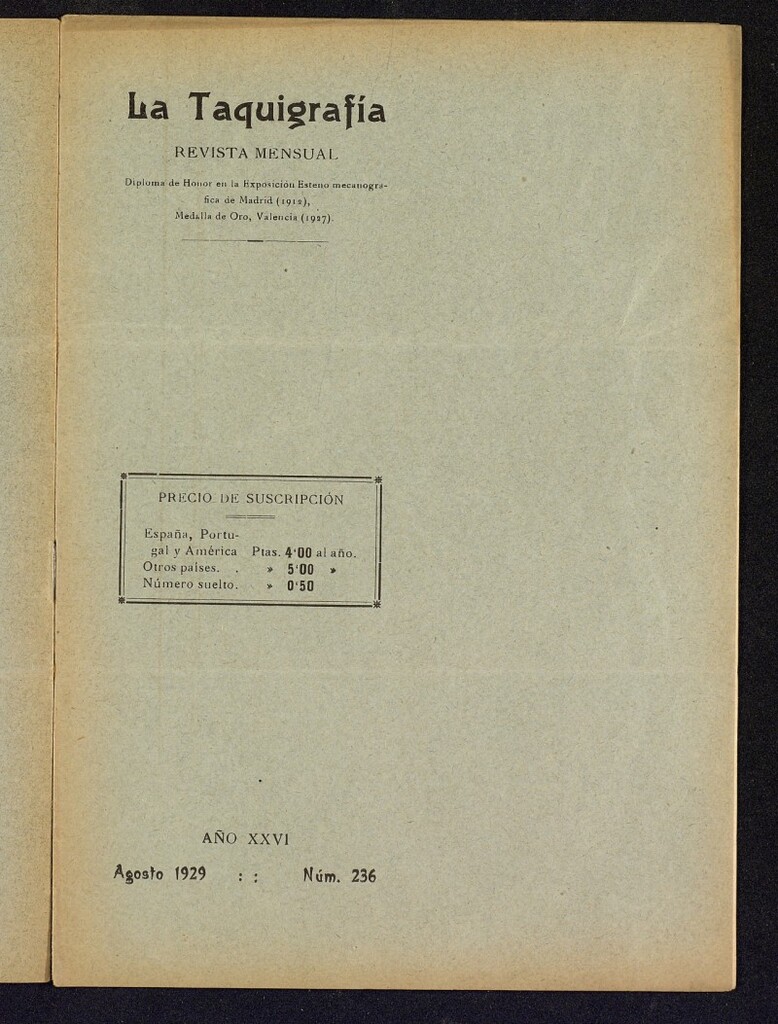 La Taquigrafía
REVISTA MENSUAL
Diploma de Honor en la Exposición Esteno mecanogra-
fica de Madrid (1912),
Medalla de Oro, Valencia (1927).
PRECIO DE SUSCRIPCIÓN
España, Portu-
gal y América Ptas. 4'00 al año.
Otros países. . » 5'00 »
Número suelto. » 0'50
AÑO XXVI
Agosto 1929 : : Núm. 236